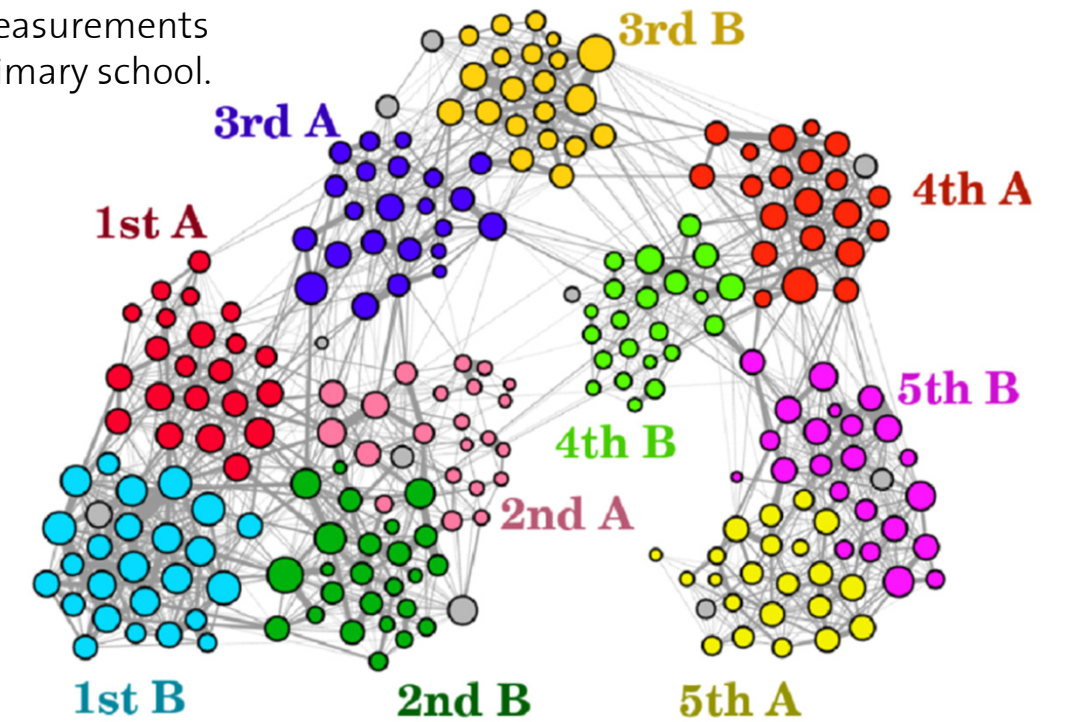 easurements
imary school.
3rd B
3rd A
4th A
1st A
5th B
4th B
2nd A
1st B
2nd B
5th A